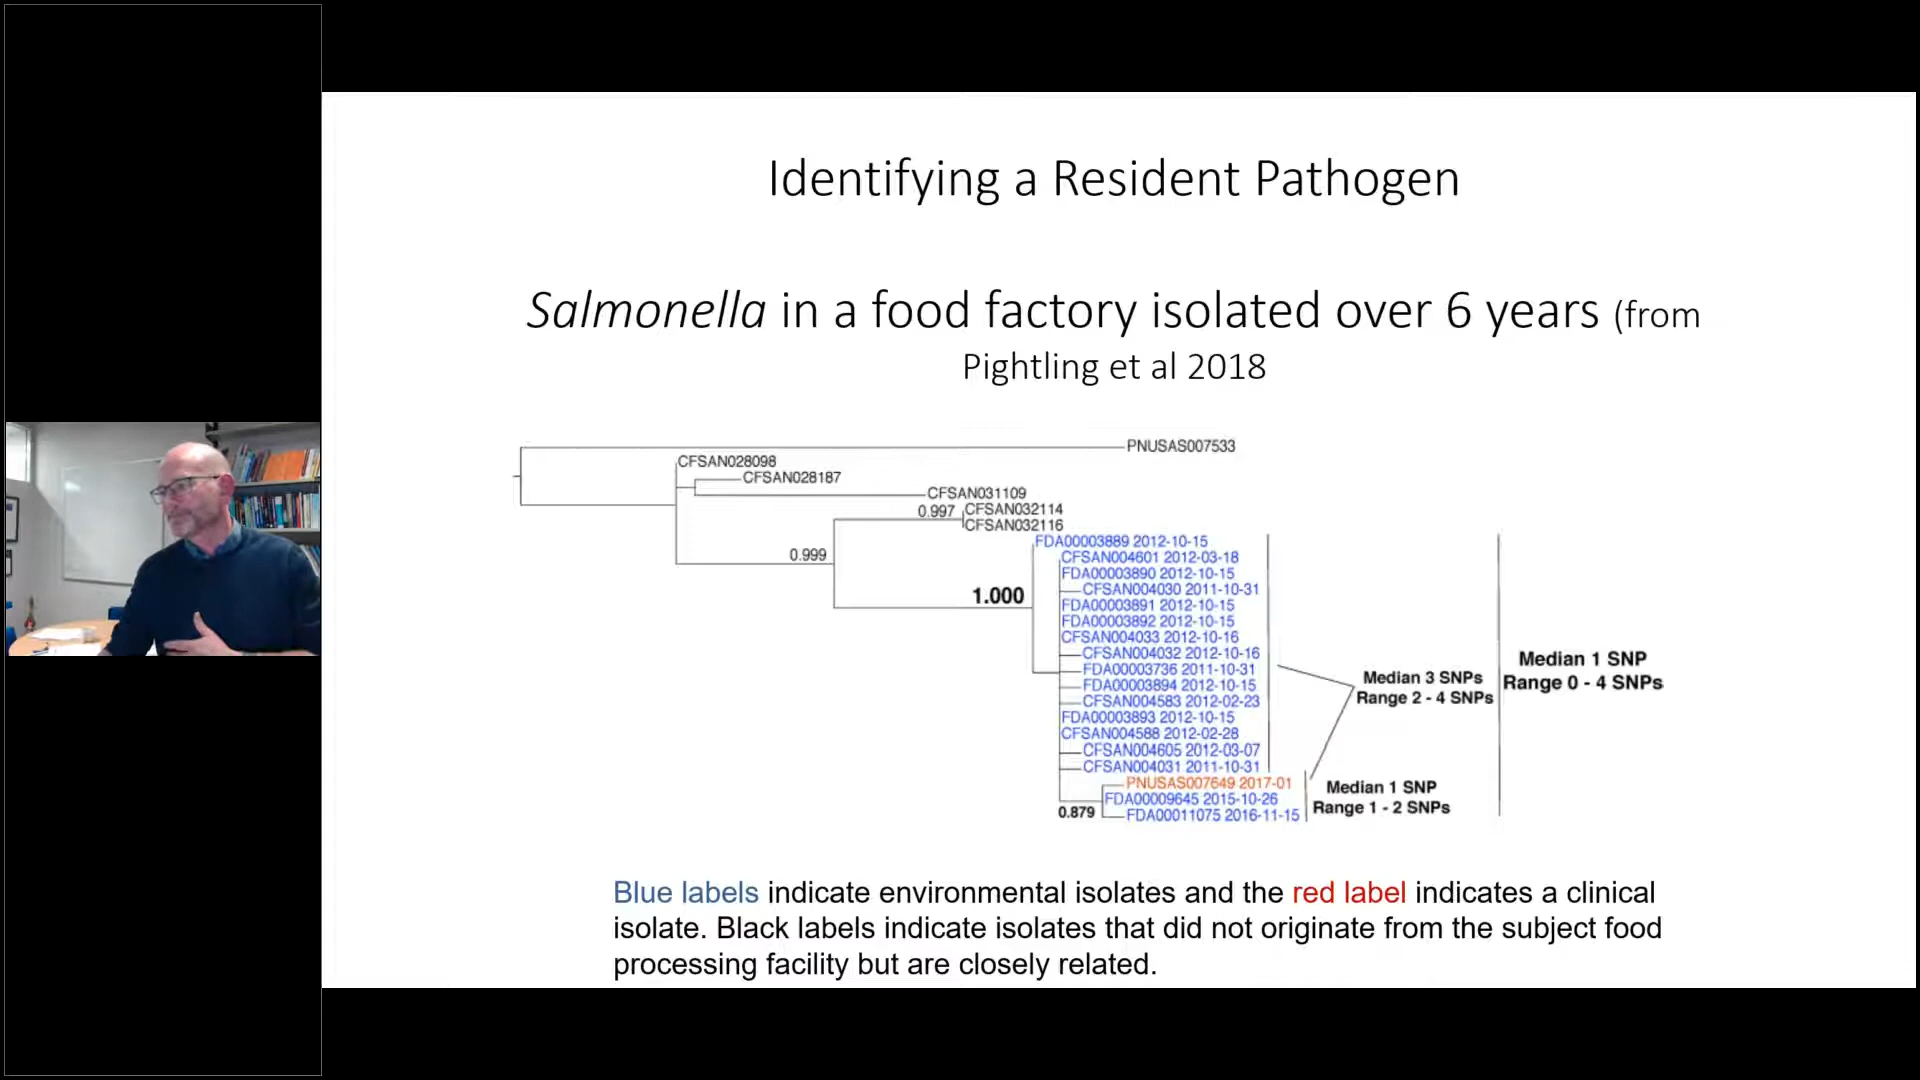 Identifying a Resident Pathogen
Salmonella in a food factory isolated over 6 years (from
Pightling et al 2018
PNUSAS007533
CFSAN028098
CFSAN028187
CFSAN031109
0.997
CFSAN032114
CFSAN032116
FDA00003889 2012-10-15
0.999
CFSAN004601 2012-03-18
FDA00003890 2012-10-15
CFSAN004030 2011-10-31
1.000
FDA00003891 2012-10-15
FDA00003892 2012-10-15
CFSAN004033 2012-10-16
CFSAN004032 2012-10-16
FDA00003736 2011-10-31
FDA00003894 2012-10-15
CFSAN004583 2012-02-23
FDA00003893 2012-10-15
CFSAN004588 2012-02-28
CFSAN004605 2012-03-07
CFSAN004031 2011-10-31
PNUSAS007649 2017-01
FDA00009645 2015-10-26
0.879
FDA00011075 2016-11-15
Median 3 SNPs
Range 2 - 4 SNPs
Median 1 SNP
Range 1 - 2 SNPs
Median 1 SNP
Range 0 - 4 SNPs
Blue labels indicate environmental isolates and the red label indicates a clinical
isolate. Black labels indicate isolates that did not originate from the subject food
processing facility but are closely related.